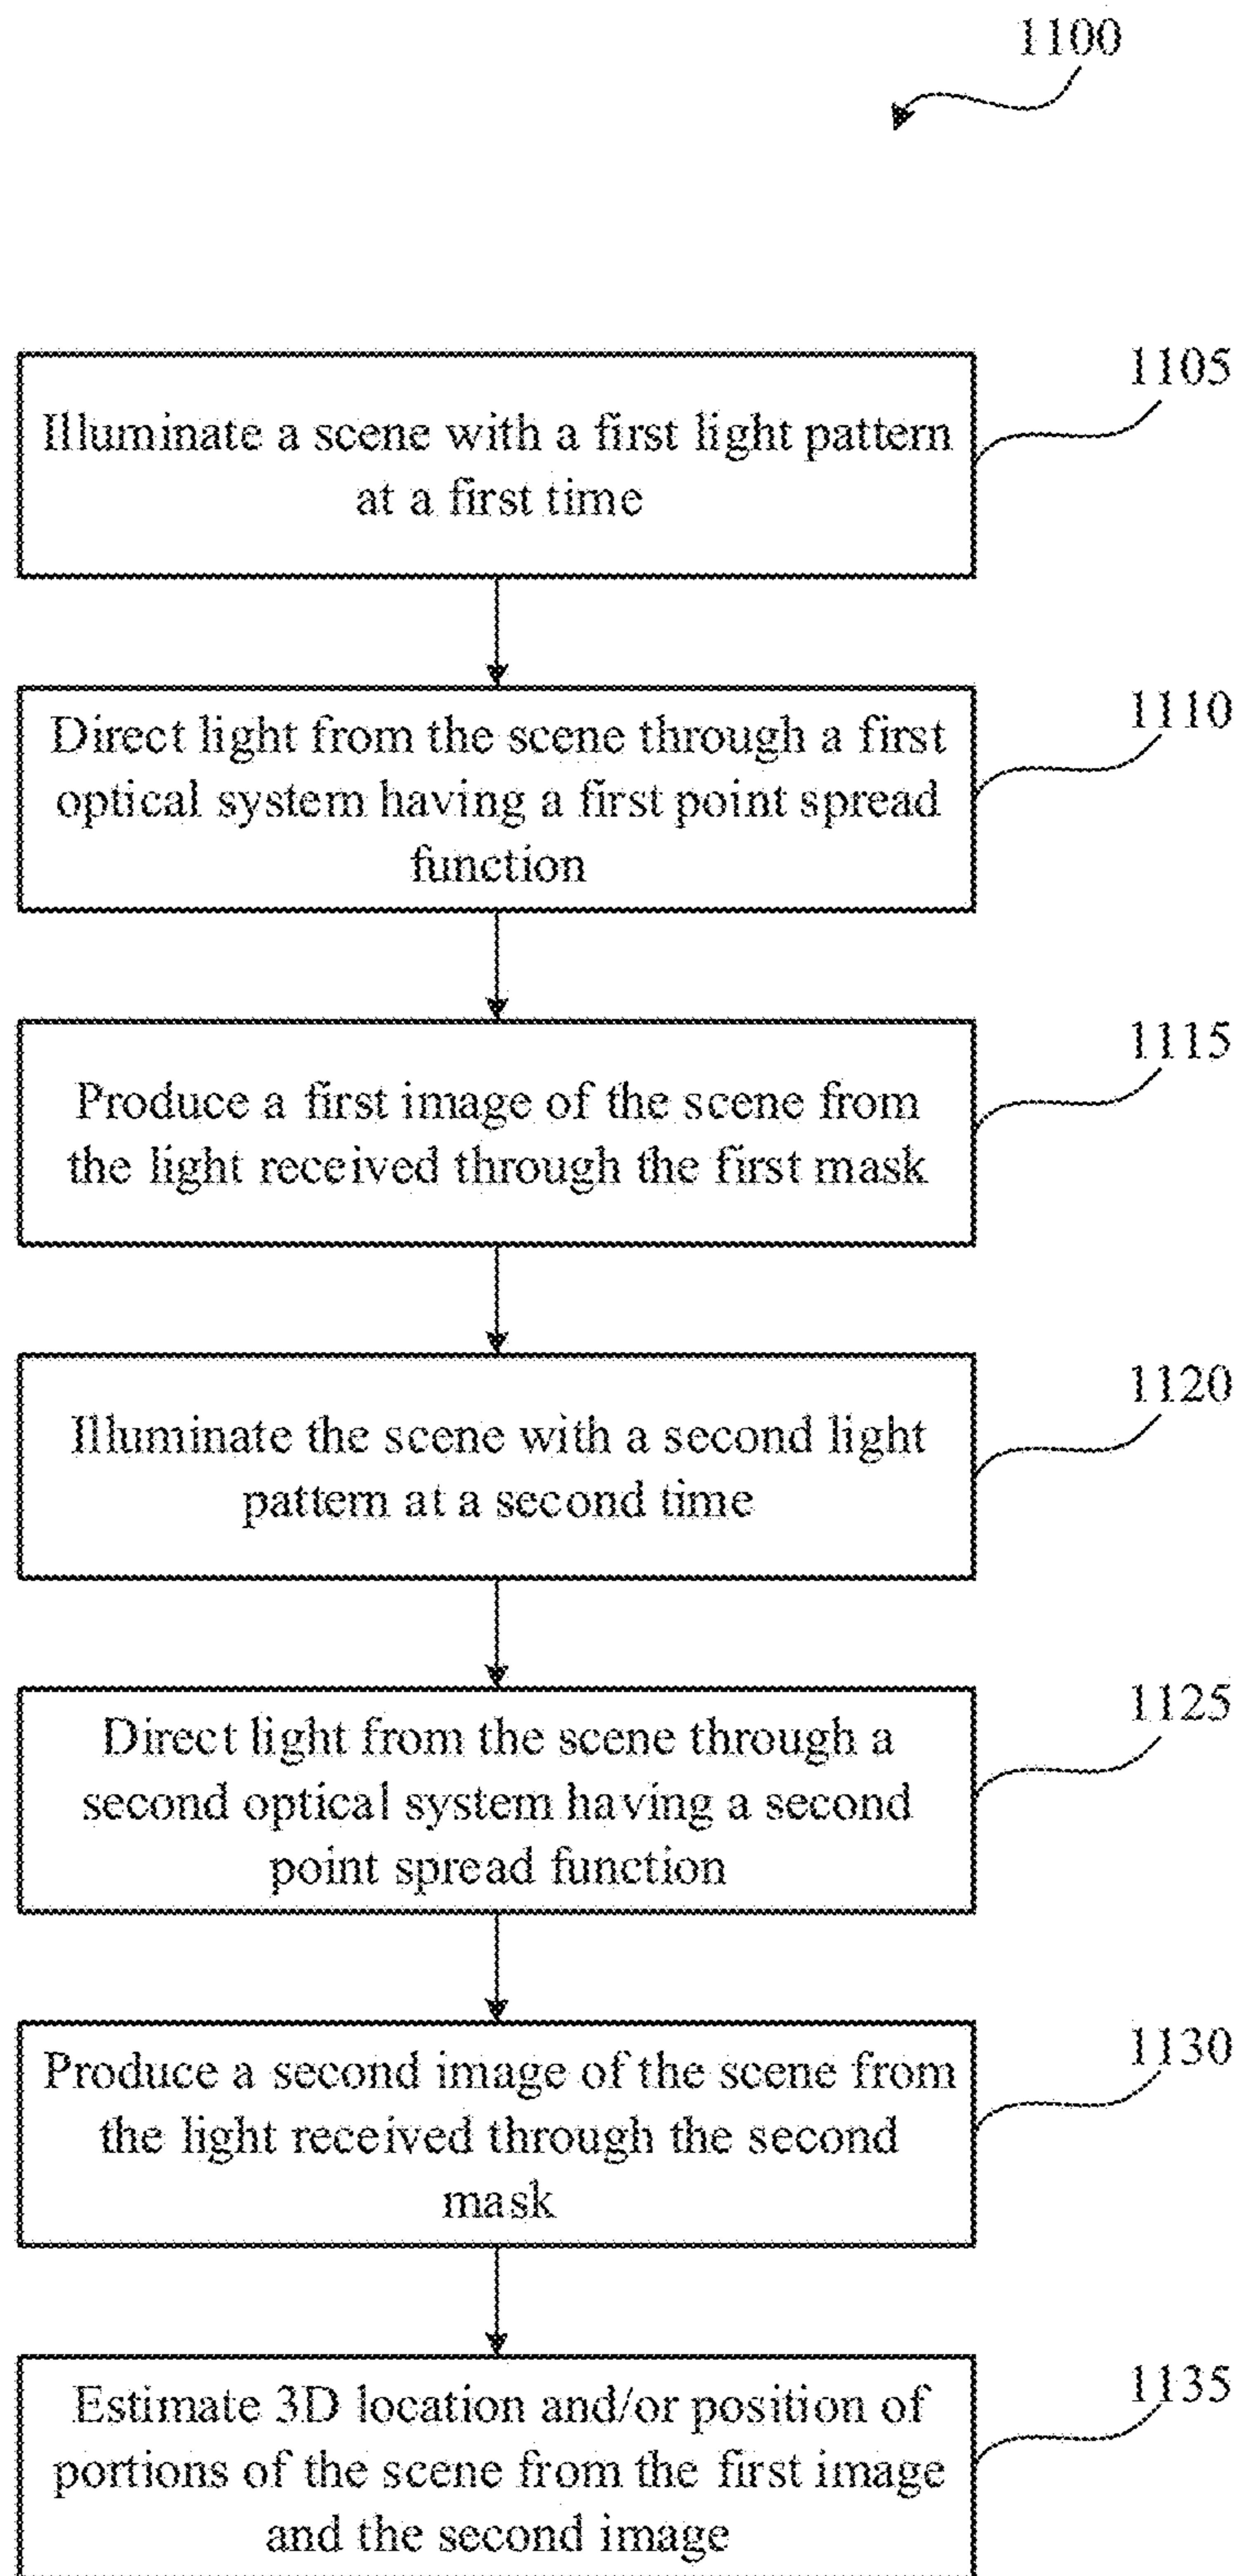 1100
1105
Illuminate a scene with a first light pattern
at a first time
1110
Direct light from the scene through a first
optical system having a first point spread
function
1115
Produce a first image of the scene from
the light received through the first mask
1120
Illuminate the scene with a second light
pattern at a second time
1125
Direct light from the scene through a
second optical system having a second
point spread function
1130
Produce a second image of the scene from
the light received through the second
mask
1135
Estimate 3D location and/or position of
portions of the scene from the first image
and the second image